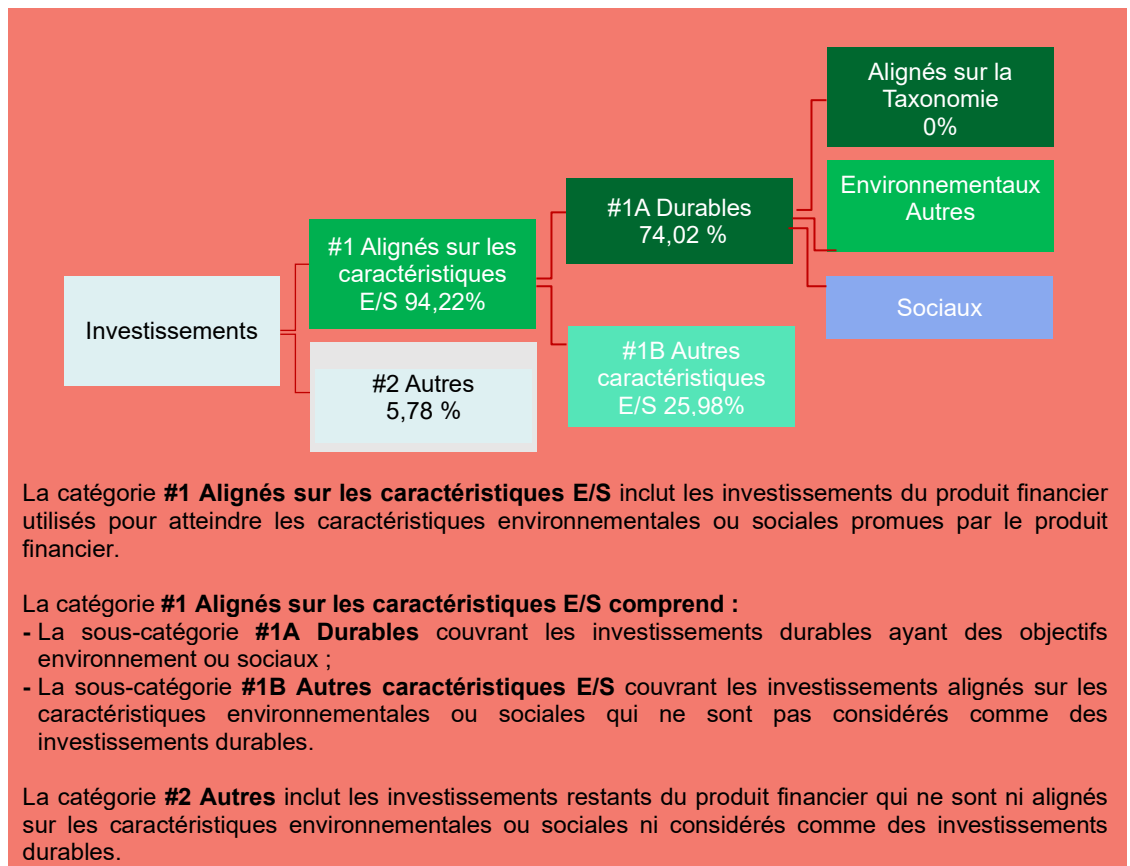 Alignés sur la
Taxonomie
0%
Environnementaux
Autres
#1A Durables
74,02 %
#1 Alignés sur les
caractéristiques
E/S 94,22%
Sociaux
Investissements
#1B Autres
caractéristiques
E/S 25,98%
#2 Autres
5,78 %
La catégorie #1 Alignés sur les caractéristiques E/S inclut les investissements du produit financier
utilisés pour atteindre les caractéristiques environnementales ou sociales promues par le produit
financier.
La catégorie #1 Alignés sur les caractéristiques E/S comprend :
- La sous-catégorie #1A Durables couvrant les investissements durables ayant des objectifs
environnement ou sociaux ;
- La sous-catégorie #1B Autres caractéristiques E/S couvrant les investissements alignés sur les
caractéristiques environnementales ou sociales qui ne sont pas considérés comme des
investissements durables.
La catégorie #2 Autres inclut les investissements restants du produit financier qui ne sont ni alignés
sur les caractéristiques environnementales ou sociales ni considérés comme des investissements
durables.